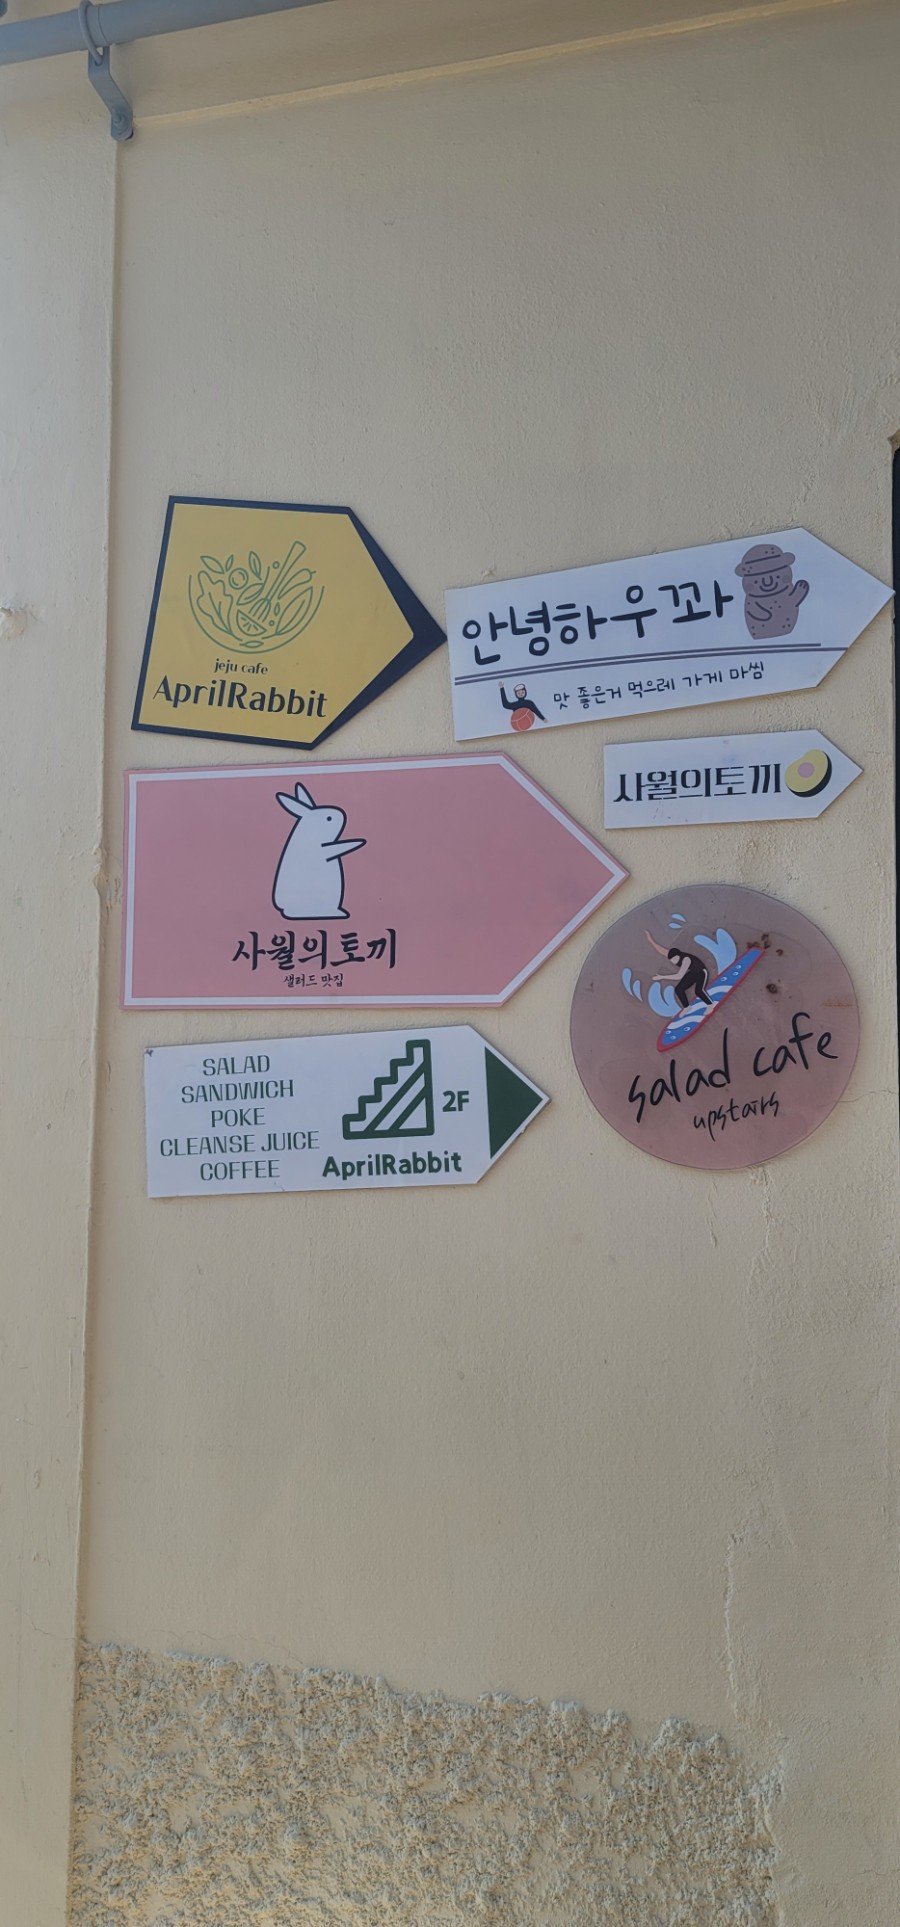 jeju cafe
AprilRabbit
안녕하우꽈
맛 좋은거 먹으레 가게 마씸
사월의토끼
사월의토끼
샐러드 맛집
salad cafe
upstairs
SALAD
SANDWICH
POKE
CLEANSE JUICE
COFFEE
2F
AprilRabbit